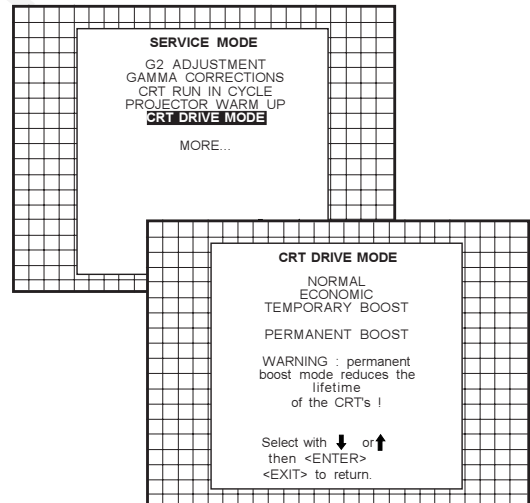 SERVICE MODE
G2 ADJUSTMENT
GAMMA CORRECTIONS
CRT RUN IN CYCLE
PROJECTOR WARM UP
CRT DRIVE MODE
MORE...
CRT DRIVE MODE
NORMAL
ECONOMIC
TEMPORARY BOOST
PERMANENT BOOST
WARNING : permanent
boost mode reduces the
lifetime
of the CRT's !
Select with ⬇ or ⬆
then <ENTER>
<EXIT> to return.